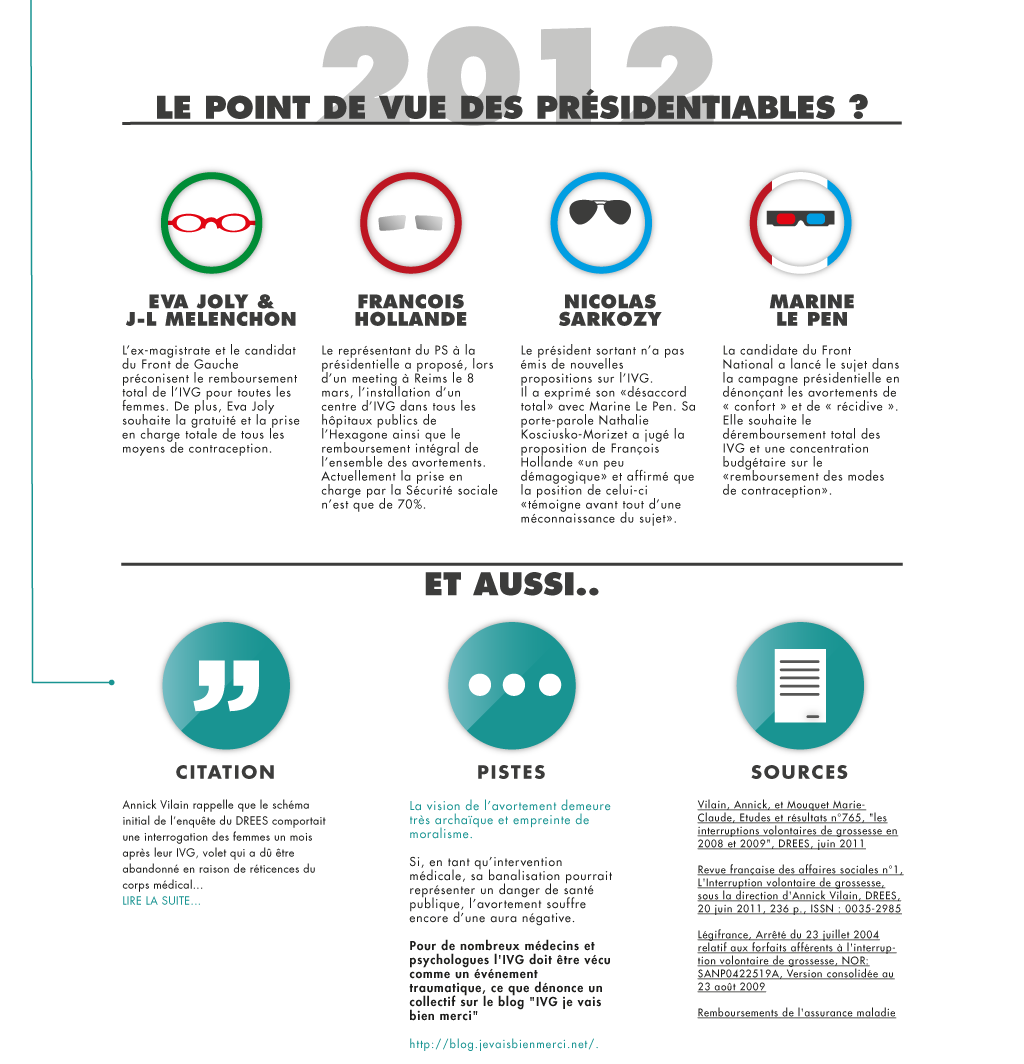 2012
LE POINT DE VUE DES PRÉSIDENTIABLES ?
EVA JOLY &
J-L MELENCHON
L’ex-magistrate et le candidat
du Front de Gauche
préconisent le remboursement
total de l’IVG pour toutes les
femmes. De plus, Eva Joly
souhaite la gratuité et la prise
en charge totale de tous les
moyens de contraception.
FRANCOIS
HOLLANDE
Le représentant du PS à la
présidentielle a proposé, lors
d’un meeting à Reims le 8
mars, l’installation d’un
centre d’IVG dans tous les
hôpitaux publics de
l’Hexagone ainsi que le
remboursement intégral de
l’ensemble des avortements.
Actuellement la prise en
charge par la Sécurité sociale
n’est que de 70%.
NICOLAS
SARKOZY
Le président sortant n’a pas
émis de nouvelles
propositions sur l’IVG.
Il a exprimé son «désaccord
total» avec Marine Le Pen. Sa
porte-parole Nathalie
Kosciusko-Morizet a jugé la
proposition de François
Hollande «un peu
démagogique» et affirmé que
la position de celui-ci
«témoigne avant tout d’une
méconnaissance du sujet».
MARINE
LE PEN
La candidate du Front
National a lancé le sujet dans
la campagne présidentielle en
dénonçant les avortements de
« confort » et de « récidive ».
Elle souhaite le
déremboursement total des
IVG et une concentration
budgétaire sur le
«remboursement des modes
de contraception».
ET AUSSI..
CITATION
Annick Vilain rappelle que le schéma
initial de l’enquête du DREES comportait
une interrogation des femmes un mois
après leur IVG, volet qui a dû être
abandonné en raison de réticences du
corps médical...
LIRE LA SUITE...
PISTES
La vision de l’avortement demeure
très archaïque et empreinte de
moralisme.
Si, en tant qu’intervention
médicale, sa banalisation pourrait
représenter un danger de santé
publique, l’avortement souffre
encore d’une aura négative.
Pour de nombreux médecins et
psychologues l'IVG doit être vécu
comme un événement
traumatique, ce que dénonce un
collectif sur le blog "IVG je vais
bien merci"
http://blog.jevaisbienmerci.net/.
SOURCES
Vilain, Annick, et Mouquet Marie-
Claude, Etudes et résultats n°765, "les
interruptions volontaires de grossesse en
2008 et 2009", DREES, juin 2011
Revue française des affaires sociales n°1,
L'Interruption volontaire de grossesse,
sous la direction d'Annick Vilain, DREES,
20 juin 2011, 236 p., ISSN : 0035-2985
Légifrance, Arrêté du 23 juillet 2004
relatif aux forfaits afférents à l'interrup-
tion volontaire de grossesse, NOR:
SANP0422519A, Version consolidée au
23 août 2009
Remboursements de l'assurance maladie